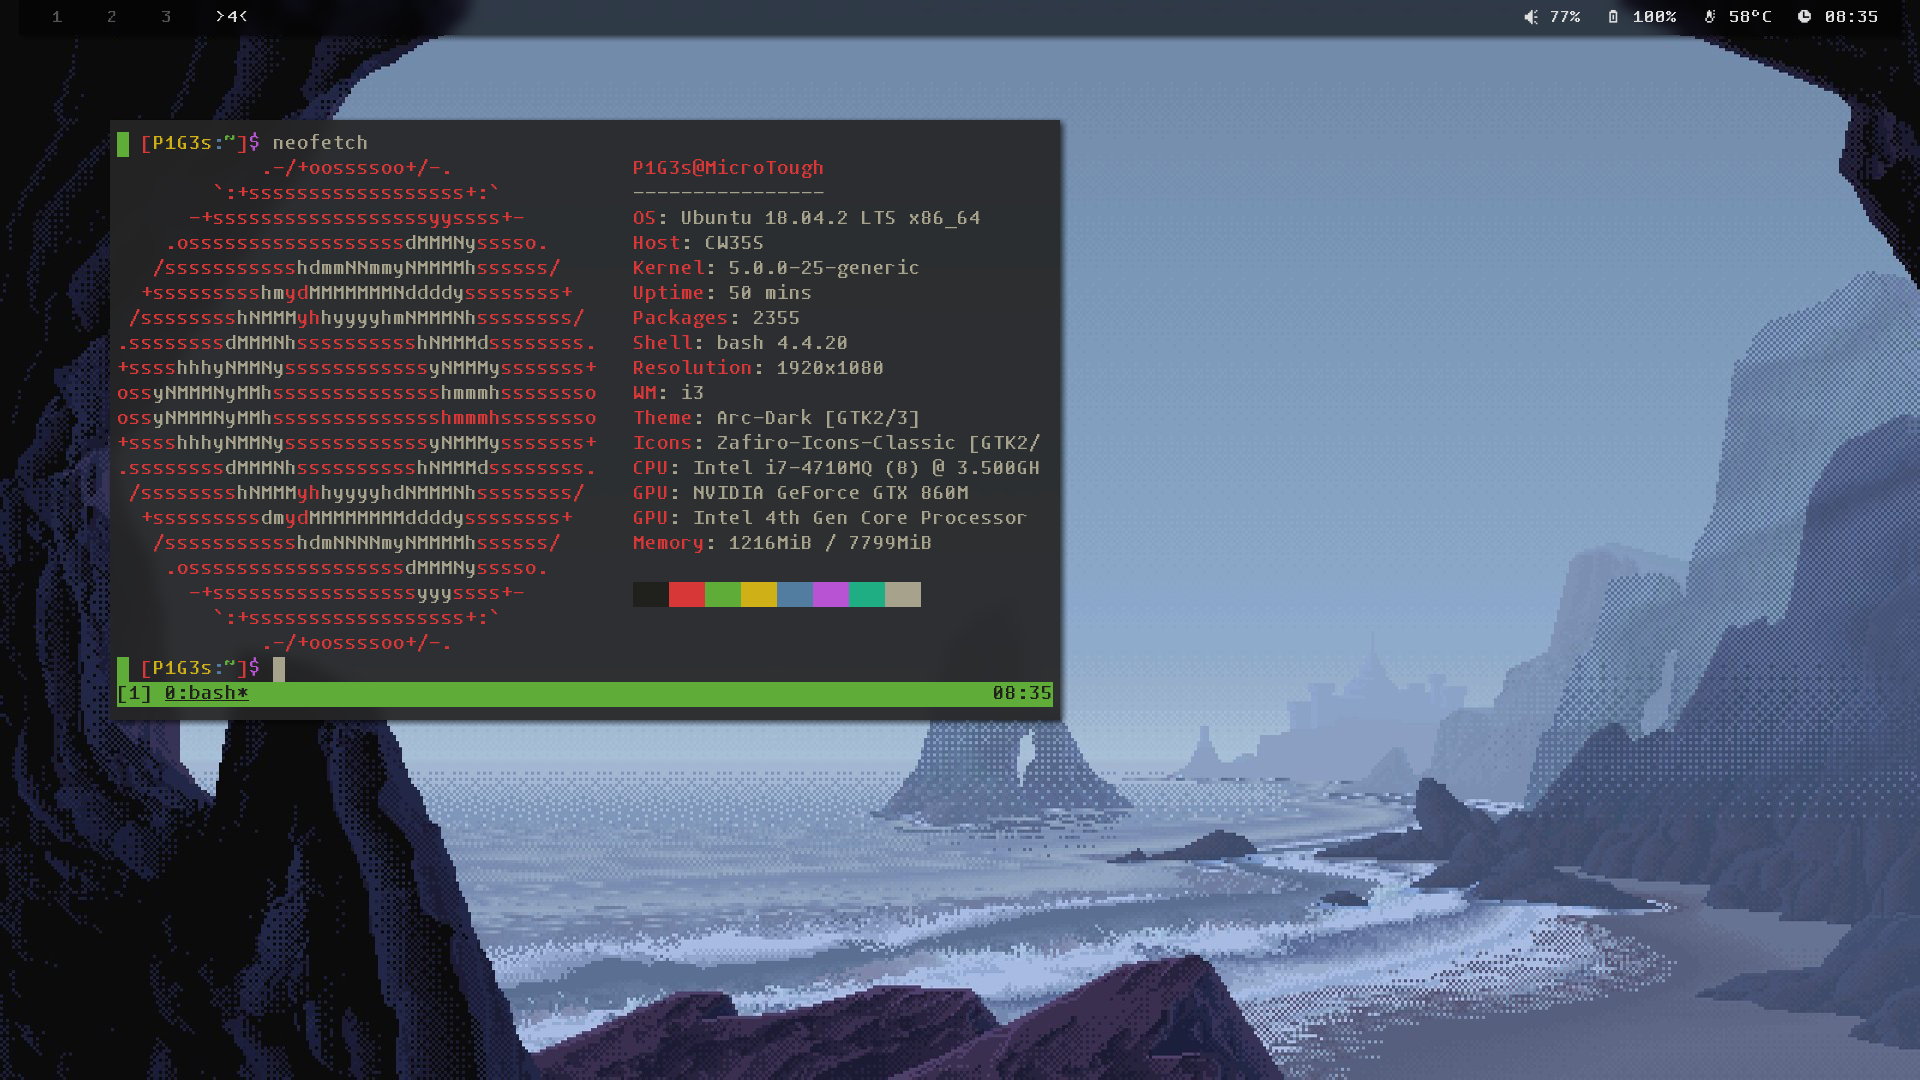 1 2 3 >4< 77% 100% 58°C 08:35
[P1G3s:~]$ neofetch
.-/+oossssoo+/-. P1G3s@MicroTough
`:+ssssssssssssssssss+:` ----------------
-+ssssssssssssssssssyyssss+- OS: Ubuntu 18.04.2 LTS x86_64
.ossssssssssssssssssdMMMNysssso. Host: CW35S
/ssssssssssshdmmNNmmyNMMMMhssssss/ Kernel: 5.0.0-25-generic
+ssssssssshmydMMMMMMMNddddyssssssss+ Uptime: 50 mins
/sssssssshNMMMyhhyyyyhmNMMMNhssssssss/ Packages: 2355
.ssssssssdMMMNhsssssssssshNMMMdssssssss. Shell: bash 4.4.20
+sssshhhyNMMNyssssssssssssyNMMMysssssss+ Resolution: 1920x1080
ossyNMMMNyMMhsssssssssssssshmmmhssssssso WM: i3
ossyNMMMNyMMhsssssssssssssshmmmhssssssso Theme: Arc-Dark [GTK2/3]
+sssshhhyNMMNyssssssssssssyNMMMysssssss+ Icons: Zafiro-Icons-Classic [GTK2/
.ssssssssdMMMNhsssssssssshNMMMdssssssss. CPU: Intel i7-4710MQ (8) @ 3.500GH
/sssssssshNMMMyhhyyyyhdNMMMNhssssssss/ GPU: NVIDIA GeForce GTX 860M
+sssssssssdmydMMMMMMMMddddyssssssss+ GPU: Intel 4th Gen Core Processor
/ssssssssssshdmNNNNmyNMMMMhssssss/ Memory: 1216MiB / 7799MiB
.ossssssssssssssssssdMMMNysssso.
-+sssssssssssssssssyyyssss+-
`:+ssssssssssssssssss+:`
.-/+oossssoo+/-.
[P1G3s:~]$
[1] 0:bash* 08:35